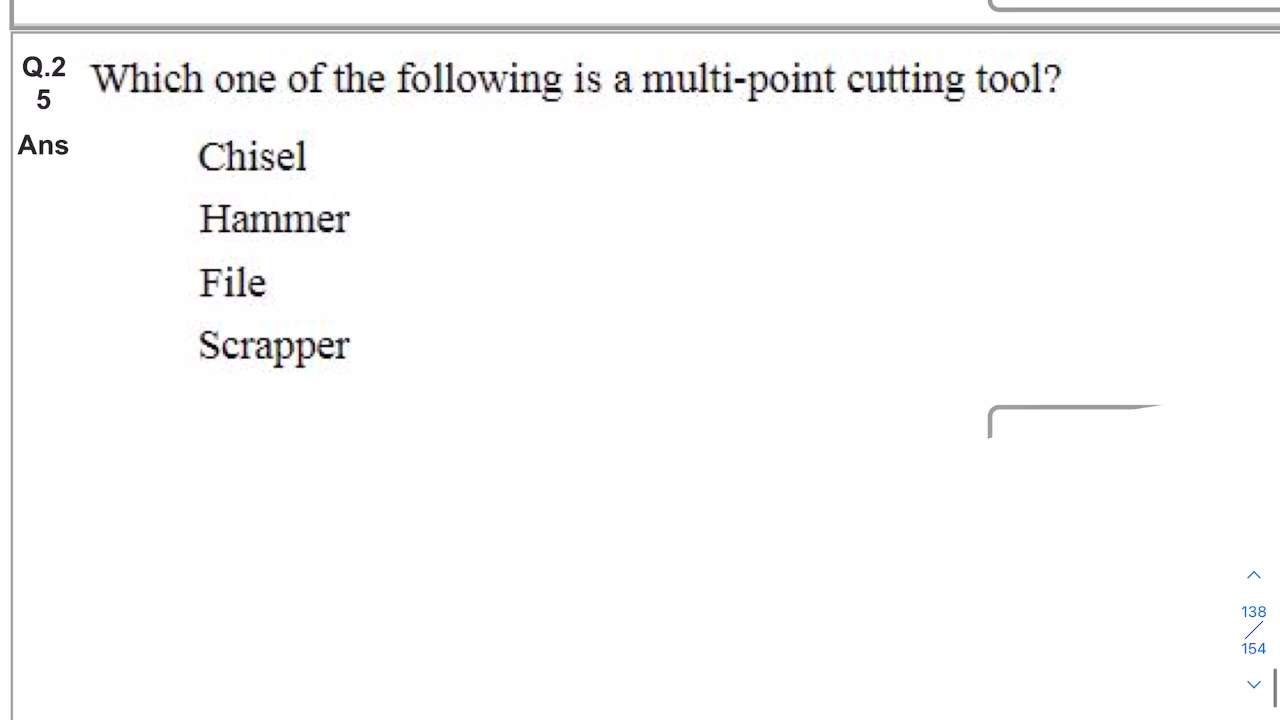 Q.2
5
Which one of the following is a multi-point cutting tool?
Ans
Chisel
Hammer
File
Scrapper
138
/
154